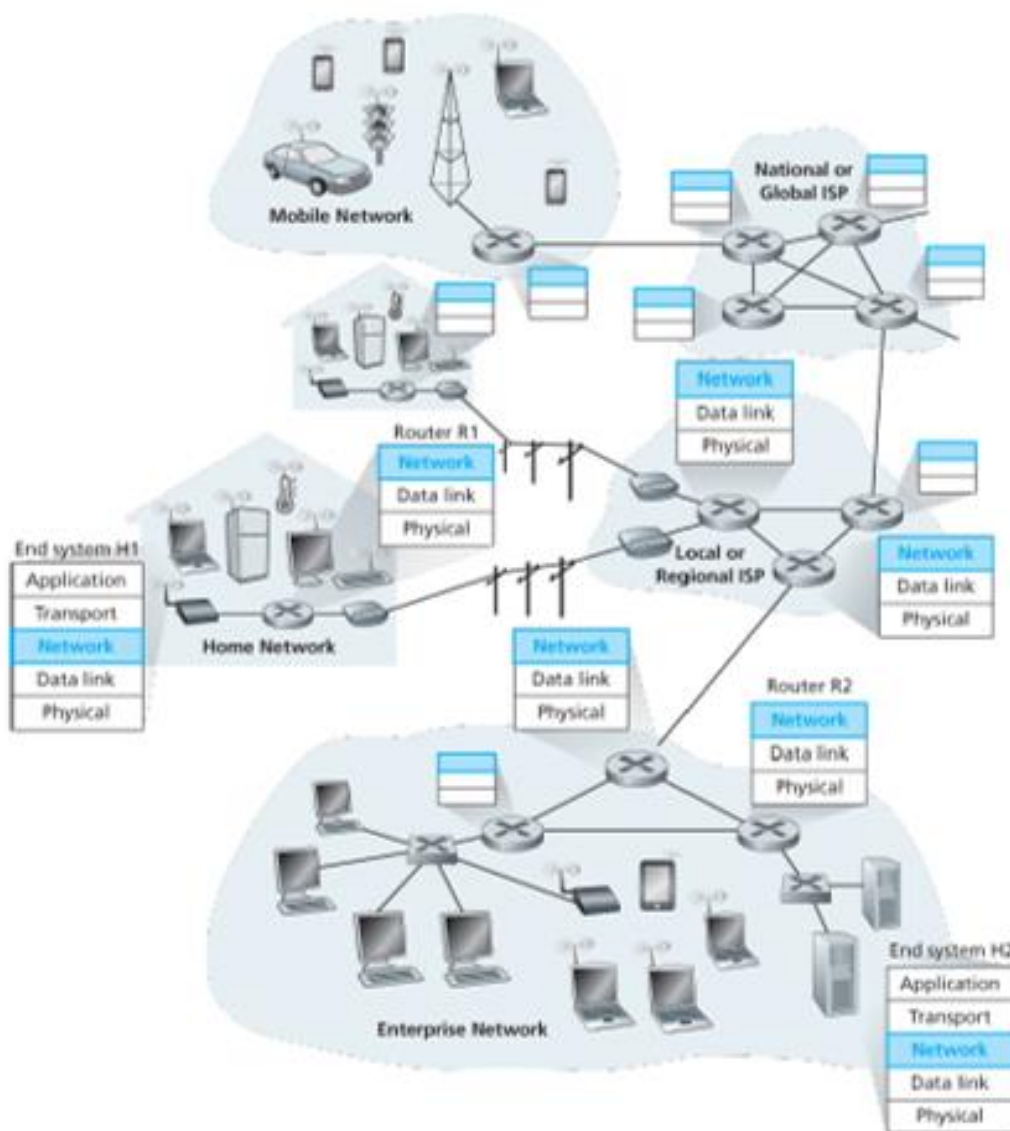 National or
Global ISP
Mobile Network
Network
Data link
Physical
Router R1
Network
Data link
Physical
End system H1
Application
Transport
Network
Data link
Physical
Home Network
Local or
Regional ISP
Network
Data link
Physical
Network
Data link
Physical
Router R2
Network
Data link
Physical
Enterprise Network
End system H2
Application
Transport
Network
Data link
Physical